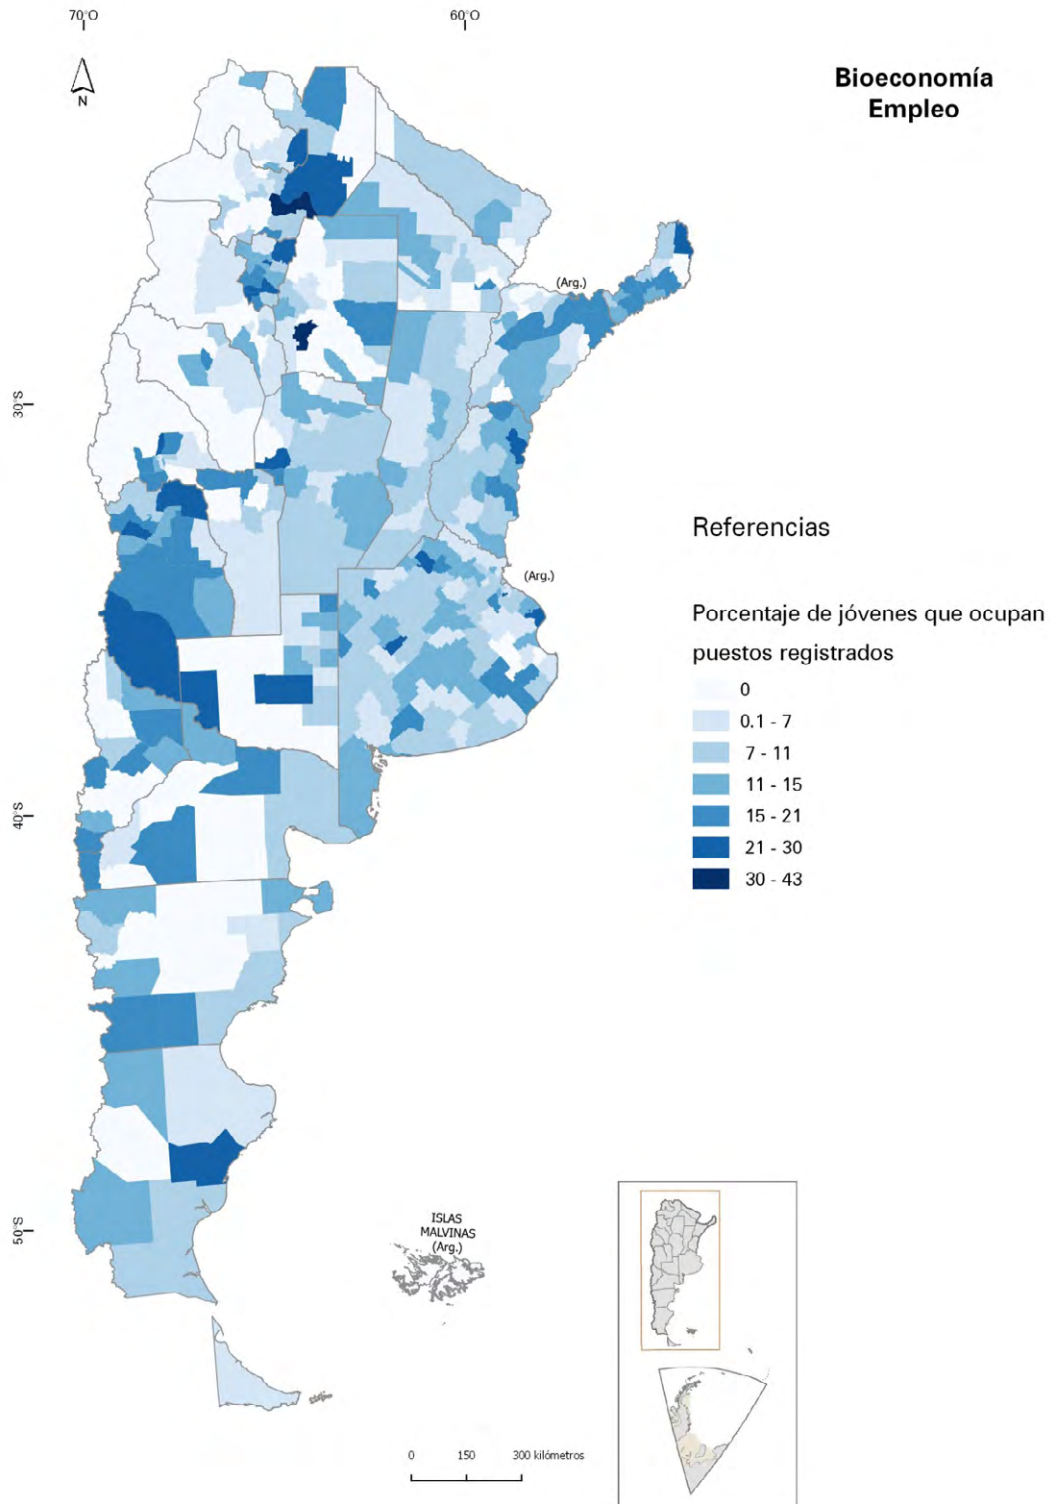 70°O
60°O
N
Bioeconomía
Empleo
(Arg.)
30°S
Referencias
(Arg.)
Porcentaje de jóvenes que ocupan
puestos registrados
0
0.1 - 7
7 - 11
11 - 15
15 - 21
21 - 30
30 - 43
40°S
50°S
ISLAS
MALVINAS
(Arg.)
0 150 300 kilómetros